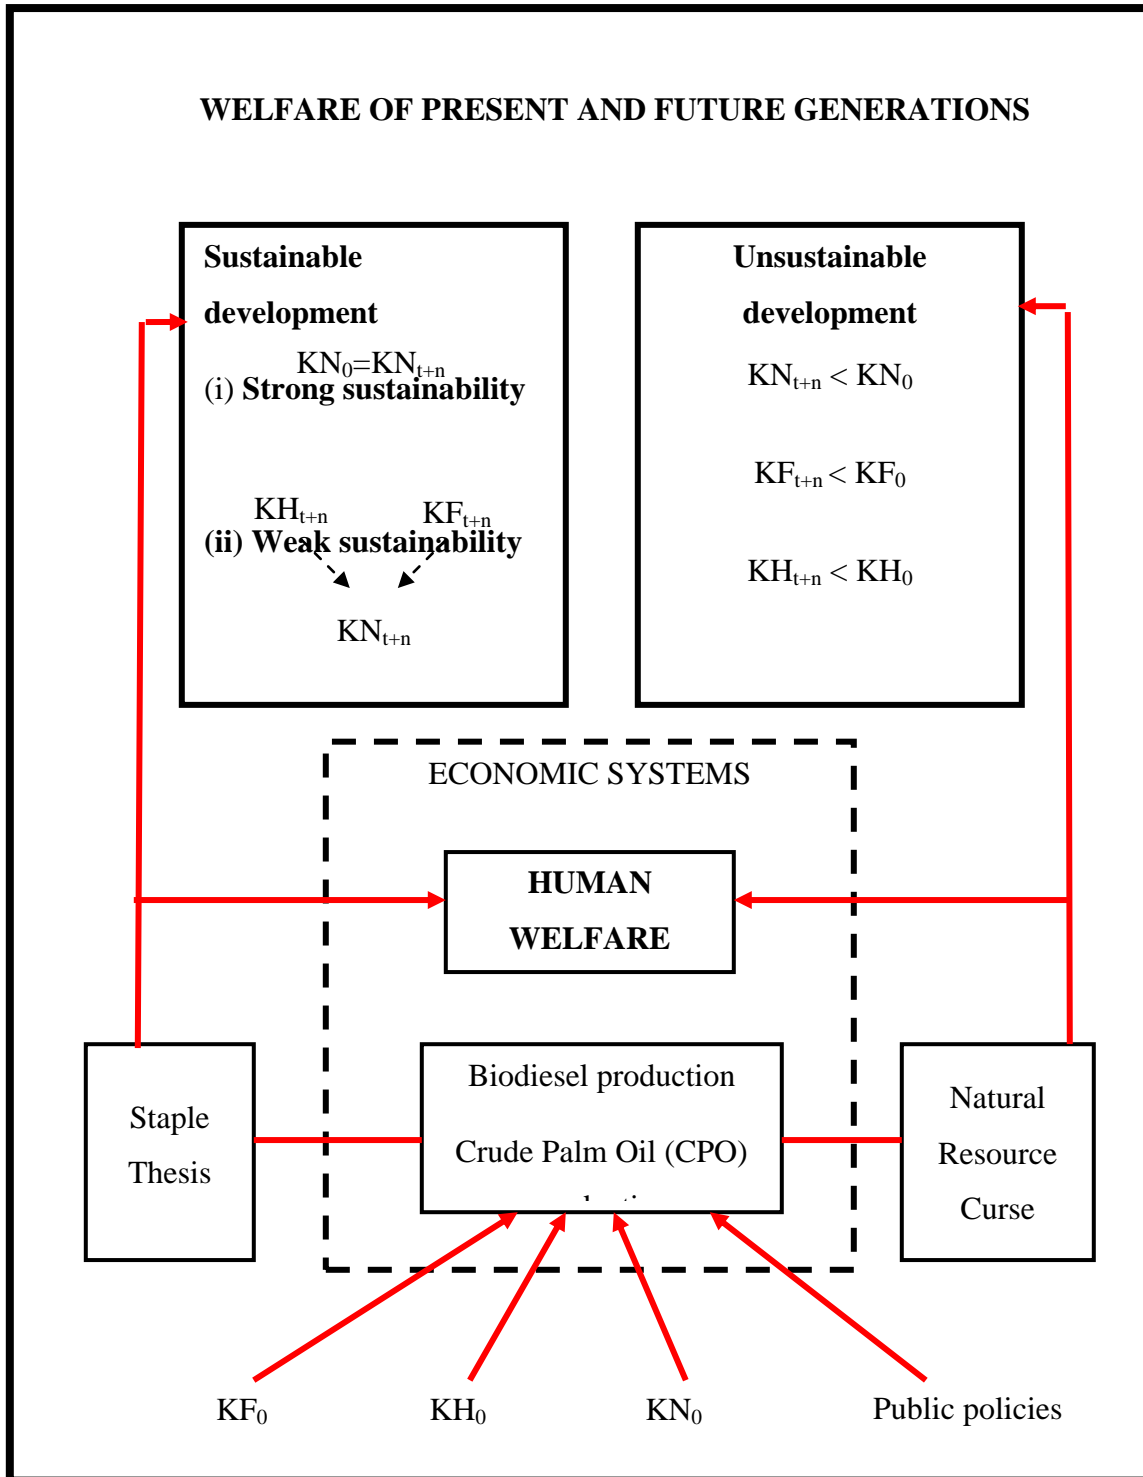 WELFARE OF PRESENT AND FUTURE GENERATIONS
Sustainable
development
KN₀=KNₜ₊ₙ
(i) Strong sustainability
KHₜ₊ₙ KFₜ₊ₙ
(ii) Weak sustainability
KNₜ₊ₙ
Unsustainable
development
KNₜ₊ₙ < KN₀
KFₜ₊ₙ < KF₀
KHₜ₊ₙ < KH₀
ECONOMIC SYSTEMS
HUMAN
WELFARE
Staple
Thesis
Biodiesel production
Crude Palm Oil (CPO)
Natural
Resource
Curse
KF₀ KH₀ KN₀ Public policies